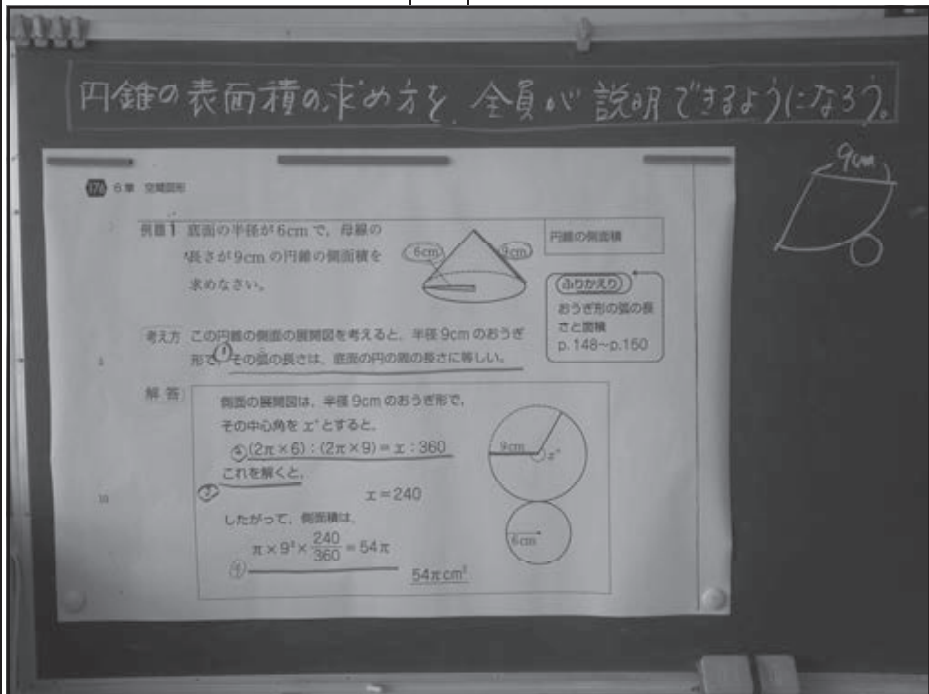 円錐の表面積の求め方を、全員が説明できるようになろう。
9cm
176 6章 空間図形
例題1 底面の半径が6cmで，母線の
長さが9cmの円錐の側面積を
求めなさい。
6cm
9cm
円錐の側面積
ふりかえり
おうぎ形の弧の長
さと面積
p.148～p.150
考え方 この円錐の側面の展開図を考えると，半径9cmのおうぎ
形で，①その弧の長さは，底面の円の周の長さに等しい。
5
解答
側面の展開図は，半径9cmのおうぎ形で，
その中心角をx°とすると，
②(2π×6)：(2π×9)＝x：360
これを解くと，
③
x＝240
10
したがって，側面積は，
π×9²×240/360＝54π
④
54πcm²
9cm
x°
6cm